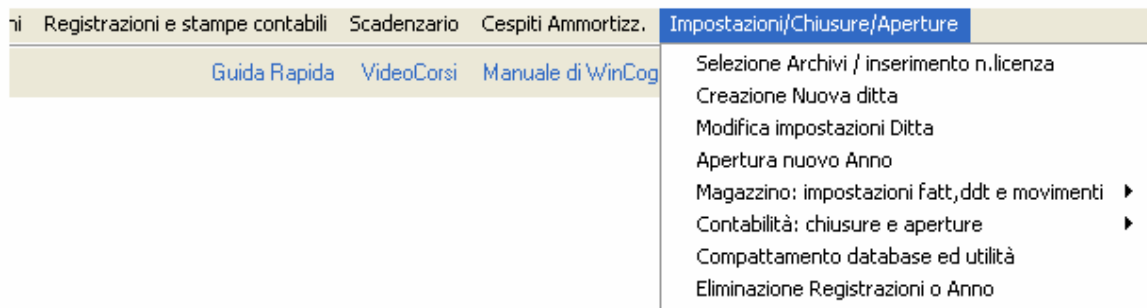 ni Registrazioni e stampe contabili Scadenzario Cespiti Ammortizz. Impostazioni/Chiusure/Aperture
Guida Rapida VideoCorsi Manuale di WinCog
Selezione Archivi / inserimento n.licenza
Creazione Nuova ditta
Modifica impostazioni Ditta
Apertura nuovo Anno
Magazzino: impostazioni fatt,ddt e movimenti
Contabilità: chiusure e aperture
Compattamento database ed utilità
Eliminazione Registrazioni o Anno